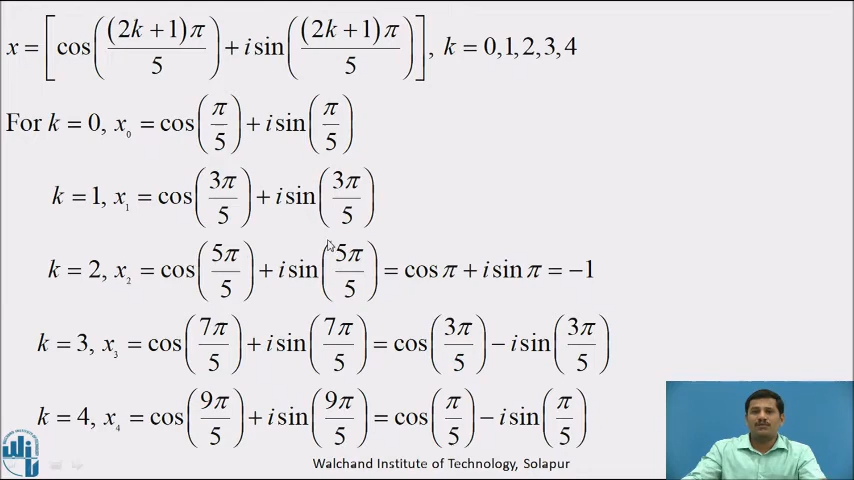 x = [cos((2k+1)π/5) + i sin((2k+1)π/5)], k = 0,1,2,3,4
For k = 0, x₀ = cos(π/5) + i sin(π/5)
k = 1, x₁ = cos(3π/5) + i sin(3π/5)
k = 2, x₂ = cos(5π/5) + i sin(5π/5) = cos π + i sin π = −1
k = 3, x₃ = cos(7π/5) + i sin(7π/5) = cos(3π/5) − i sin(3π/5)
k = 4, x₄ = cos(9π/5) + i sin(9π/5) = cos(π/5) − i sin(π/5)
Walchand Institute of Technology, Solapur